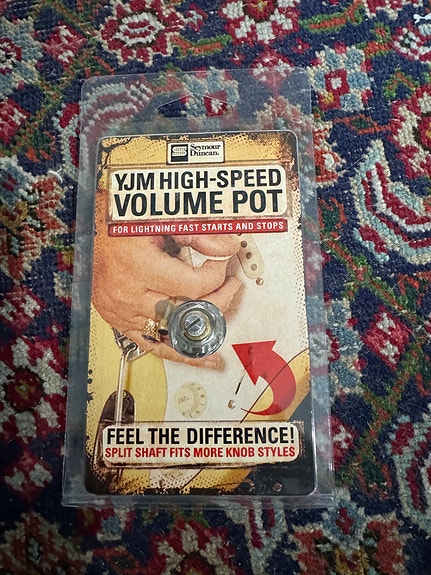 Seymour
Duncan.
YJM HIGH-SPEED
VOLUME POT
FOR LIGHTNING FAST STARTS AND STOPS
FEEL THE DIFFERENCE!
SPLIT SHAFT FITS MORE KNOB STYLES